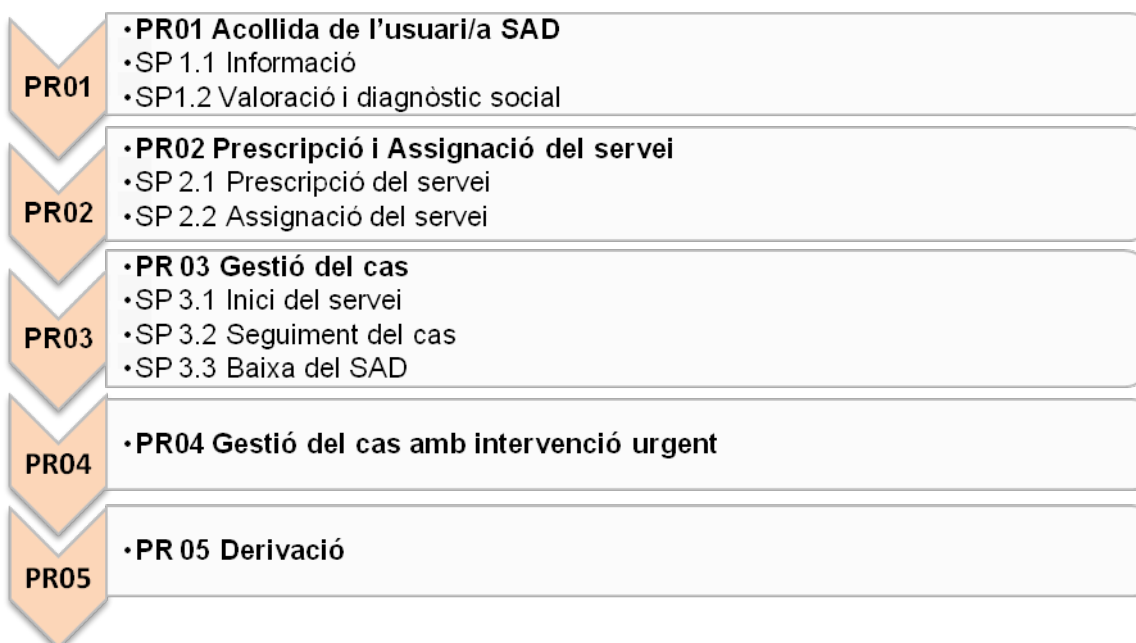 PR01
•PR01 Acollida de l'usuari/a SAD
•SP 1.1 Informació
•SP1.2 Valoració i diagnòstic social
PR02
•PR02 Prescripció i Assignació del servei
•SP 2.1 Prescripció del servei
•SP 2.2 Assignació del servei
PR03
•PR 03 Gestió del cas
•SP 3.1 Inici del servei
•SP 3.2 Seguiment del cas
•SP 3.3 Baixa del SAD
PR04
•PR04 Gestió del cas amb intervenció urgent
PR05
•PR 05 Derivació